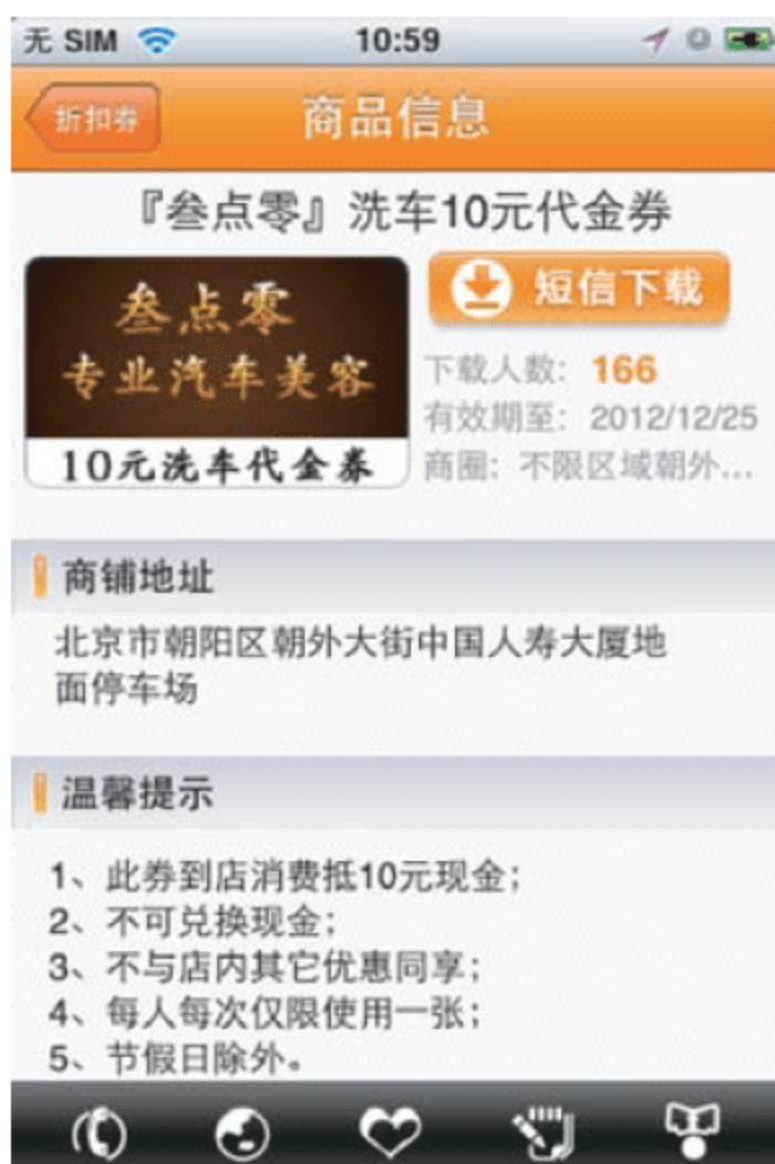 无 SIM 10:59
折扣券 商品信息
『叁点零』洗车10元代金券
叁点零
专业汽车美容
10元洗车代金券
短信下载
下载人数：166
有效期至：2012/12/25
商圈：不限区域朝外...
商铺地址
北京市朝阳区朝外大街中国人寿大厦地
面停车场
温馨提示
1、此券到店消费抵10元现金；
2、不可兑换现金；
3、不与店内其它优惠同享；
4、每人每次仅限使用一张；
5、节假日除外。